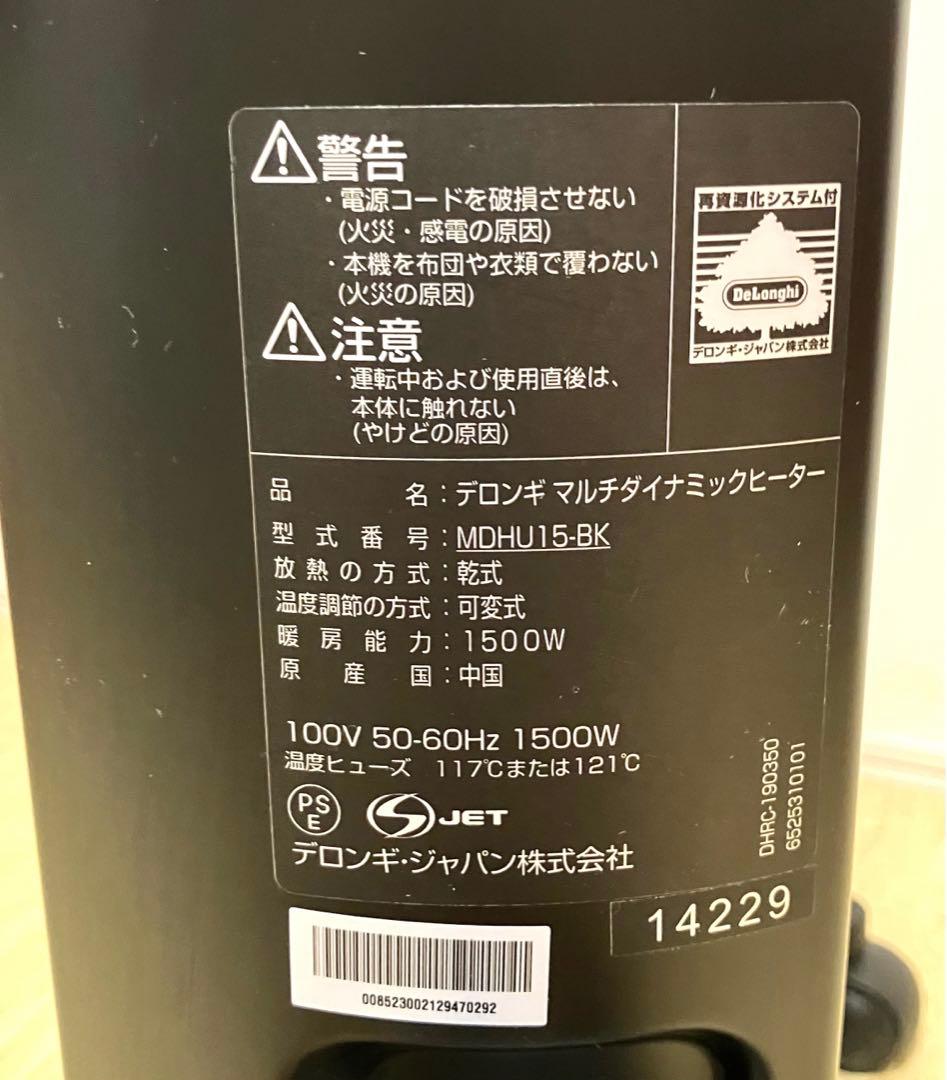 警告
・電源コードを破損させない
(火災・感電の原因)
・本機を布団や衣類で覆わない
(火災の原因)
注意
・運転中および使用直後は、
本体に触れない
(やけどの原因)
再資源化システム付
DeLonghi
デロンギ・ジャパン株式会社
品名：デロンギ マルチダイナミックヒーター
型式番号：MDHU15-BK
放熱の方式：乾式
温度調節の方式：可変式
暖房能力：1500W
原産国：中国
100V 50-60Hz 1500W
温度ヒューズ 117℃または121℃
PS
E
S JET
デロンギ・ジャパン株式会社
DHRC-190350
6525310101
14229
008523002129470292